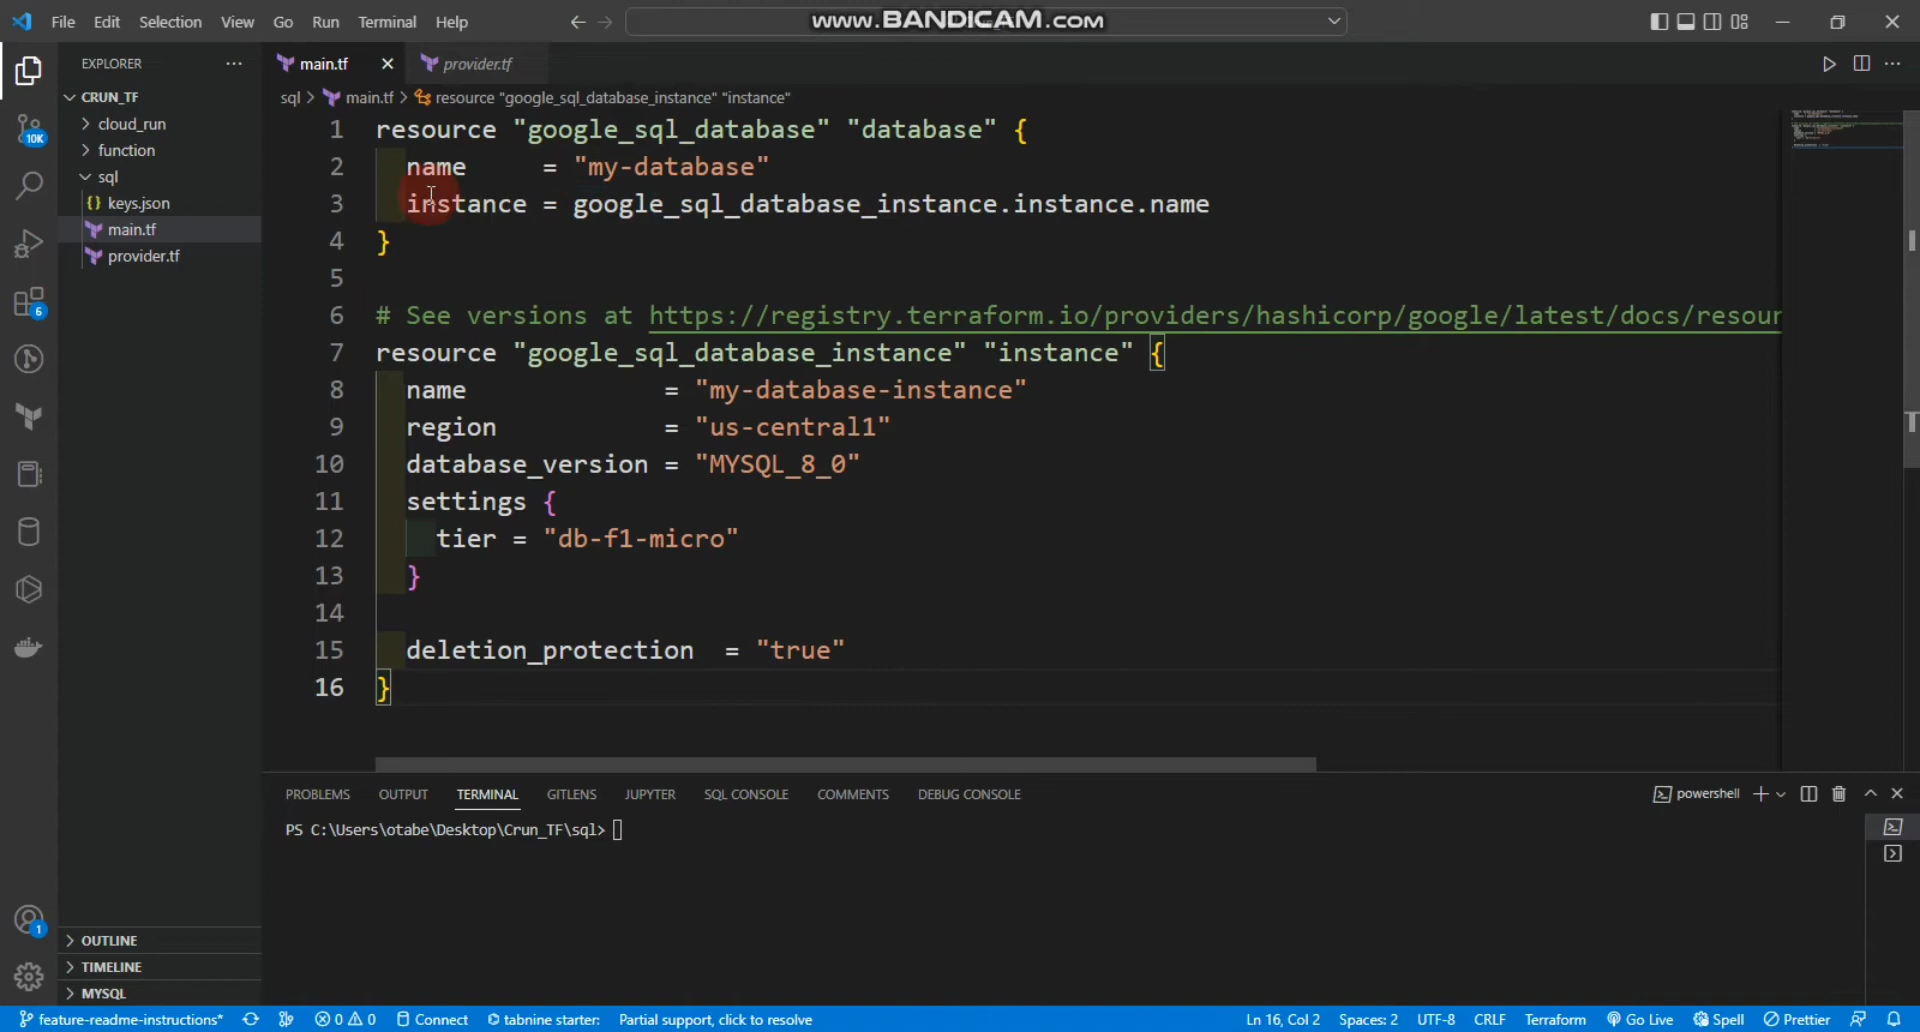 File Edit Selection View Go Run Terminal Help
www.BANDICAM.com
EXPLORER
main.tf
provider.tf
sql > main.tf > resource "google_sql_database_instance" "instance"
CRUN_TF
cloud_run
function
sql
keys.json
main.tf
provider.tf
10K
6
1
1 resource "google_sql_database" "database" {
2 name = "my-database"
3 instance = google_sql_database_instance.instance.name
4 }
5
6 # See versions at https://registry.terraform.io/providers/hashicorp/google/latest/docs/resour
7 resource "google_sql_database_instance" "instance" {
8 name = "my-database-instance"
9 region = "us-central1"
10 database_version = "MYSQL_8_0"
11 settings {
12 tier = "db-f1-micro"
13 }
14
15 deletion_protection = "true"
16 }
PROBLEMS OUTPUT TERMINAL GITLENS JUPYTER SQL CONSOLE COMMENTS DEBUG CONSOLE
powershell
PS C:\Users\otabe\Desktop\Crun_TF\sql>
OUTLINE
TIMELINE
MYSQL
feature-readme-instructions* 0 0 Connect tabnine starter: Partial support, click to resolve
Ln 16, Col 2 Spaces: 2 UTF-8 CRLF Terraform Go Live Spell Prettier